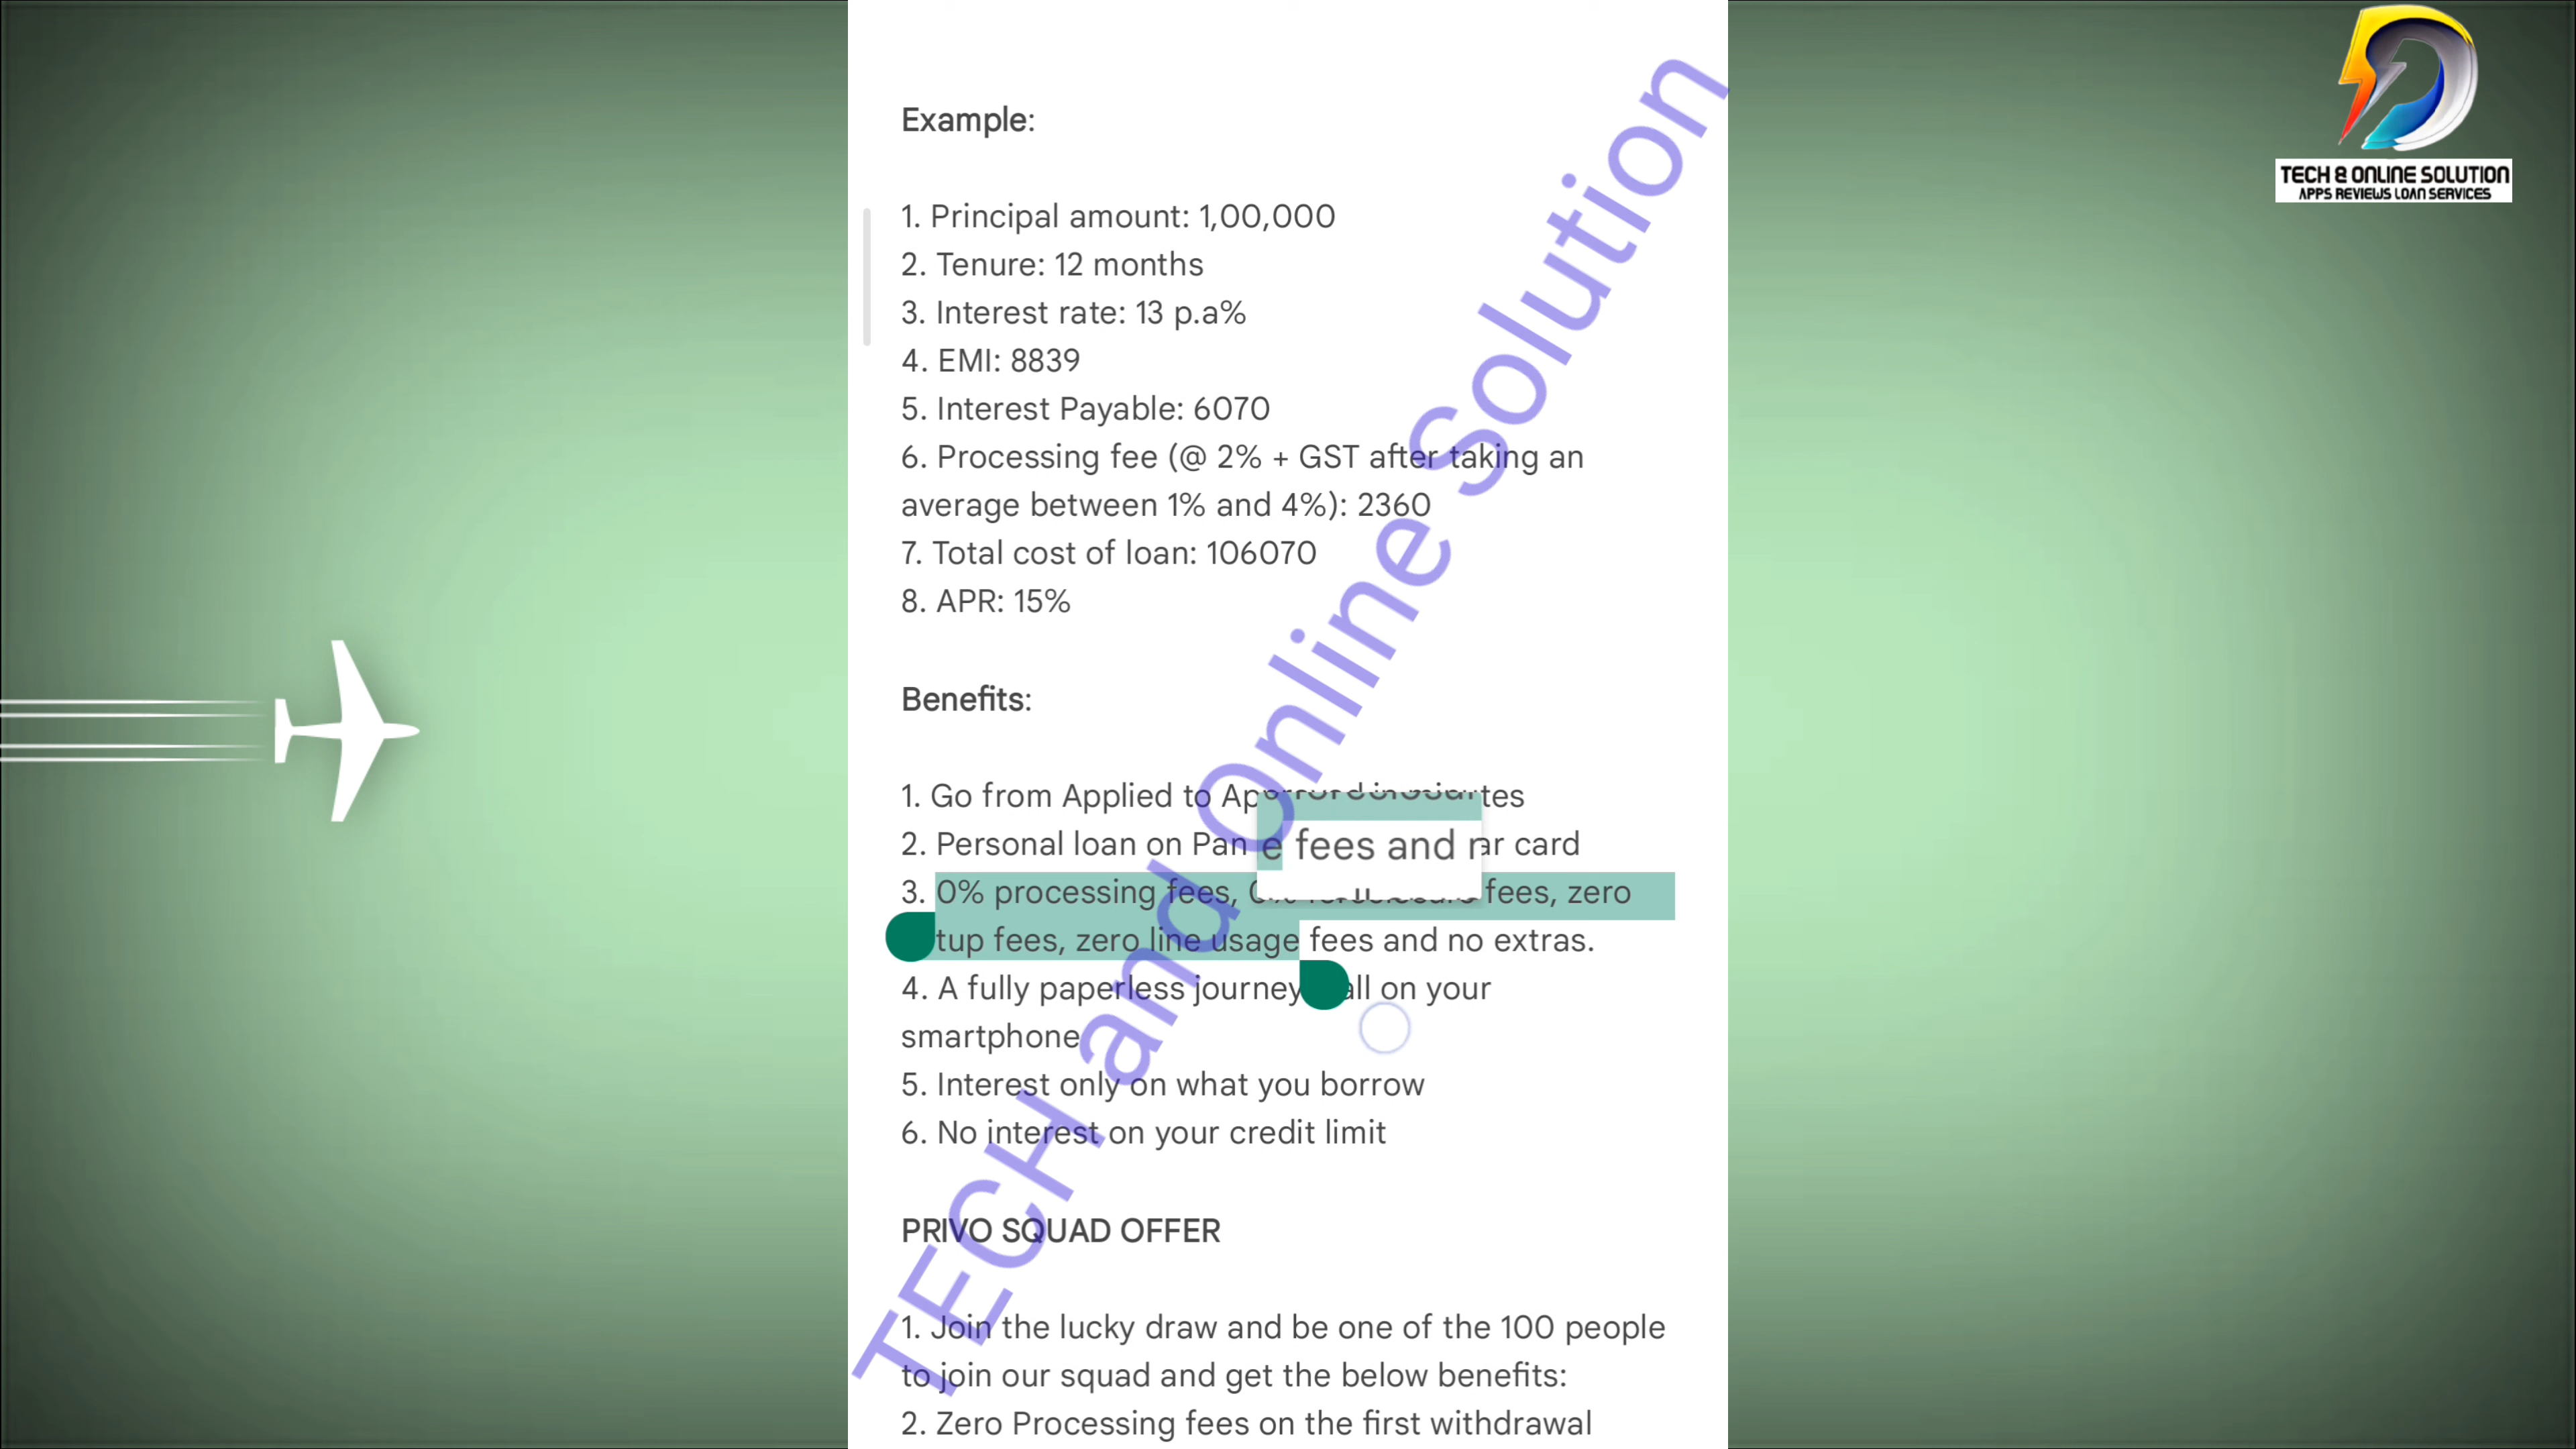 TECH & ONLINE SOLUTION
APPS REVIEWS LOAN SERVICES
Example:
1. Principal amount: 1,00,000
2. Tenure: 12 months
3. Interest rate: 13 p.a%
4. EMI: 8839
5. Interest Payable: 6070
6. Processing fee (@ 2% + GST after taking an
average between 1% and 4%): 2360
7. Total cost of loan: 106070
8. APR: 15%
Benefits:
1. Go from Applied to
2. Personal loan on Pan ar card
e fees and
3. 0% processing fees, fees, zero
tup fees, zero line usage fees and no extras.
4. A fully paperless journey all on your
smartphone
5. Interest only on what you borrow
6. No interest on your credit limit
PRIVO SQUAD OFFER
1. Join the lucky draw and be one of the 100 people
to join our squad and get the below benefits:
2. Zero Processing fees on the first withdrawal
TECH and Online Solution